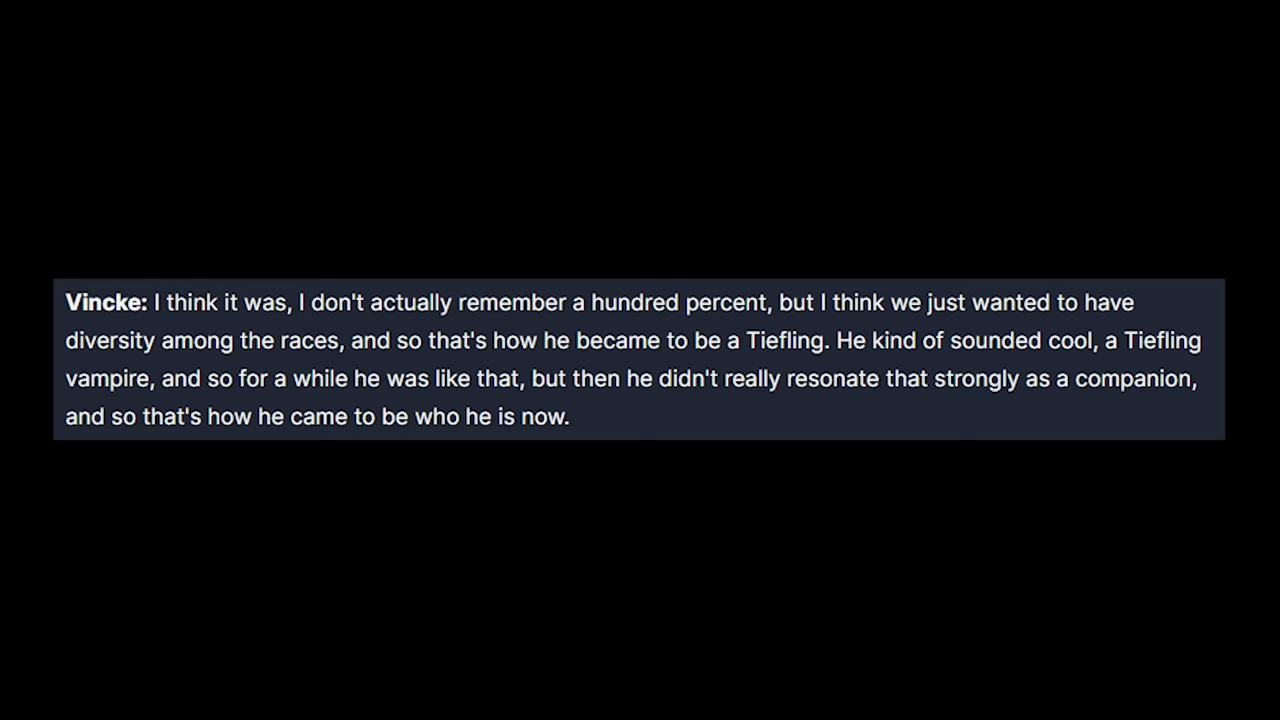 Vincke: I think it was, I don't actually remember a hundred percent, but I think we just wanted to have
diversity among the races, and so that's how he became to be a Tiefling. He kind of sounded cool, a Tiefling
vampire, and so for a while he was like that, but then he didn't really resonate that strongly as a companion,
and so that's how he came to be who he is now.